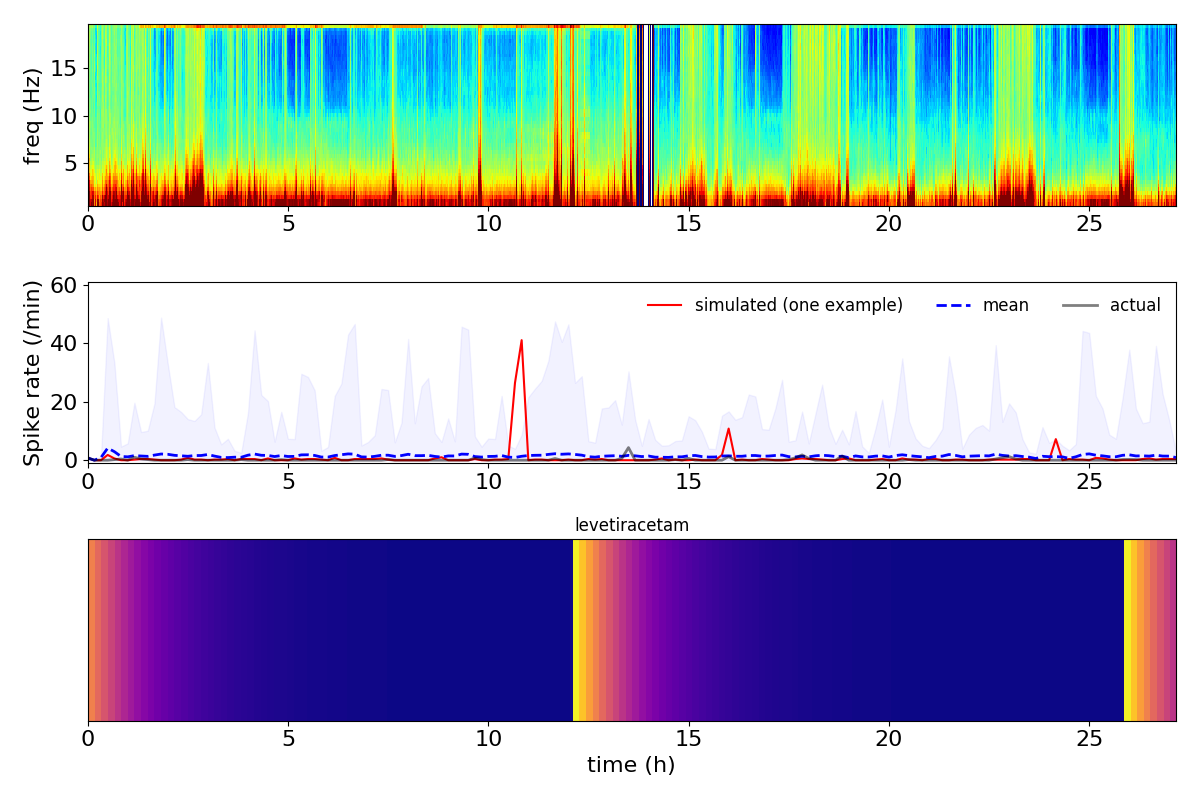 freq (Hz)
15
10
5
0 5 10 15 20 25
Spike rate (/min)
60
40
20
0
simulated (one example) mean actual
0 5 10 15 20 25
levetiracetam
0 5 10 15 20 25
time (h)